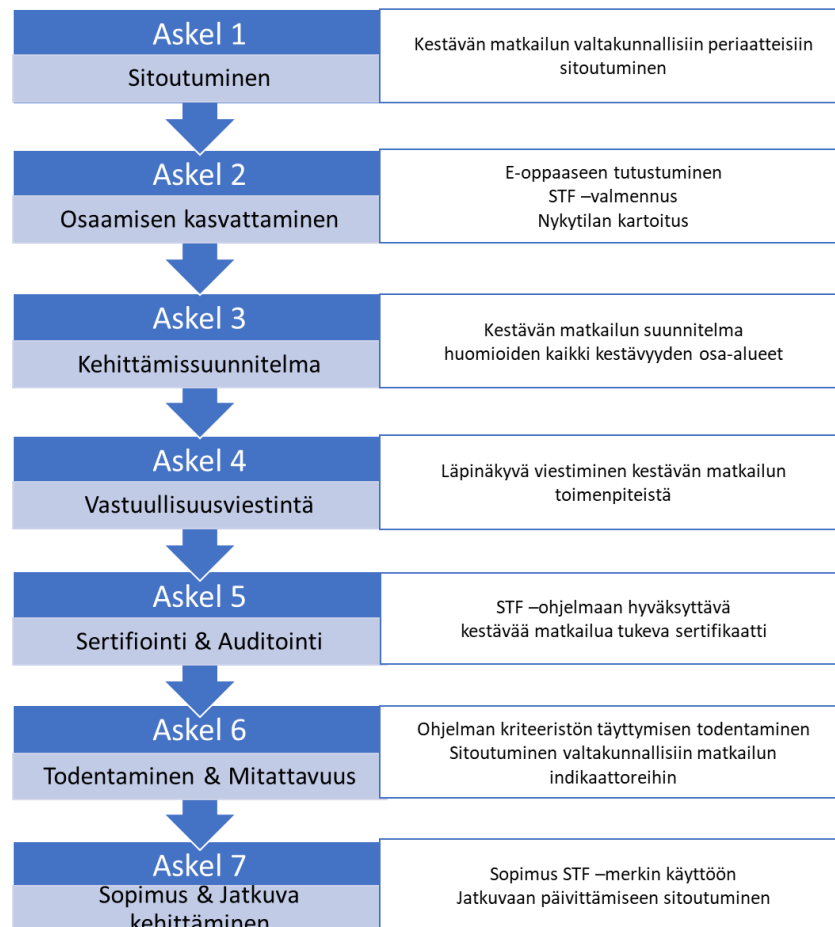 Askel 1
Sitoutuminen
Kestävän matkailun valtakunnallisiin periaatteisiin
sitoutuminen
Askel 2
Osaamisen kasvattaminen
E-oppaaseen tutustuminen
STF –valmennus
Nykytilan kartoitus
Askel 3
Kehittämissuunnitelma
Kestävän matkailun suunnitelma
huomioiden kaikki kestävyyden osa-alueet
Askel 4
Vastuullisuusviestintä
Läpinäkyvä viestiminen kestävän matkailun
toimenpiteistä
Askel 5
Sertifiointi & Auditointi
STF –ohjelmaan hyväksyttävä
kestävää matkailua tukeva sertifikaatti
Askel 6
Todentaminen & Mitattavuus
Ohjelman kriteeristön täyttymisen todentaminen
Sitoutuminen valtakunnallisiin matkailun
indikaattoreihin
Askel 7
Sopimus & Jatkuva
kehittäminen
Sopimus STF –merkin käyttöön
Jatkuvaan päivittämiseen sitoutuminen